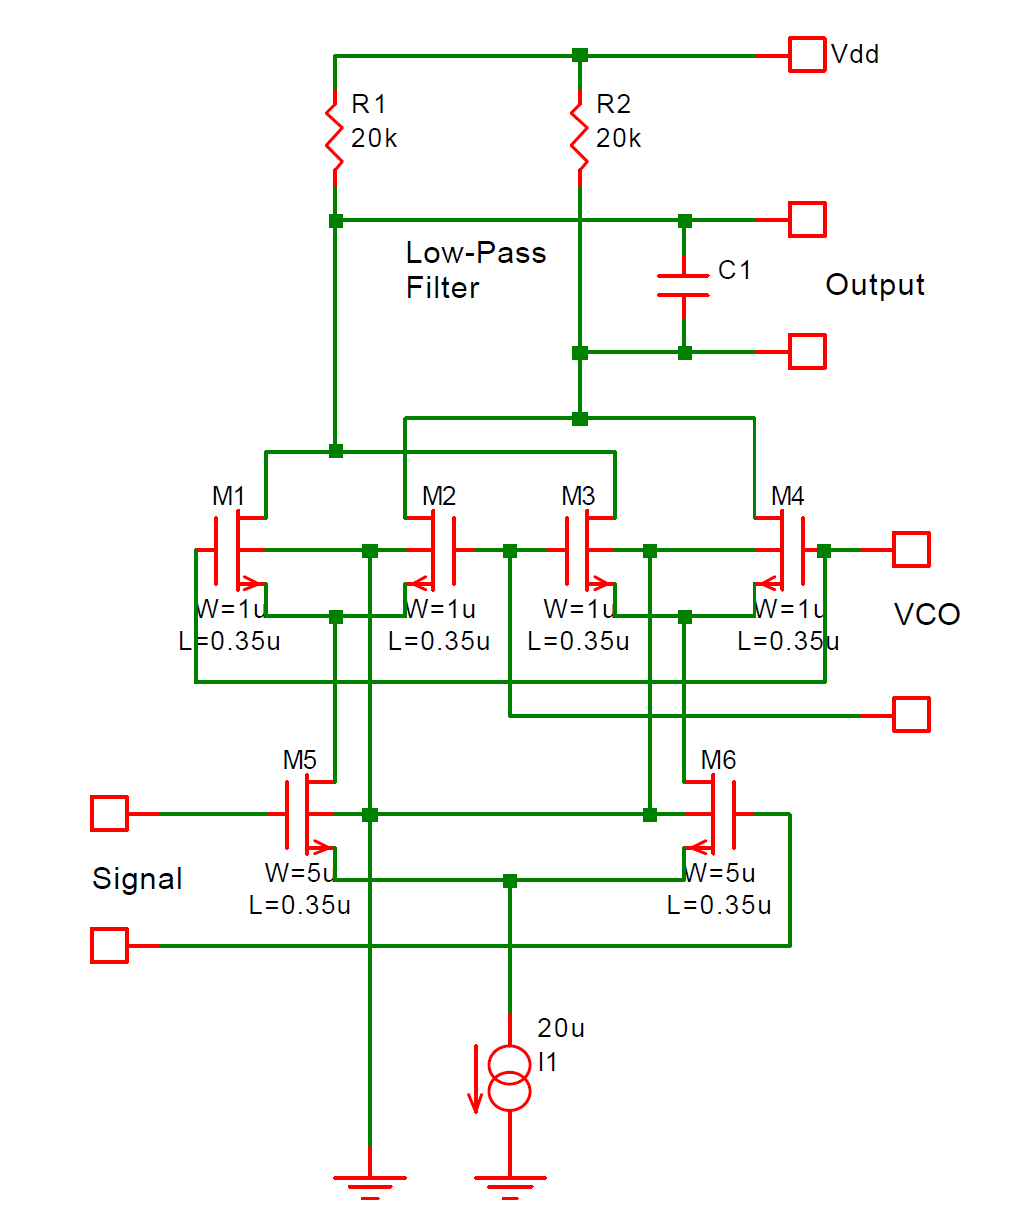 Vdd
R1
20k
R2
20k
Low-Pass
Filter
C1
Output
M1
M2
M3
M4
W=1u
L=0.35u
W=1u
L=0.35u
W=1u
L=0.35u
W=1u
L=0.35u
VCO
M5
M6
Signal
W=5u
L=0.35u
W=5u
L=0.35u
20u
I1